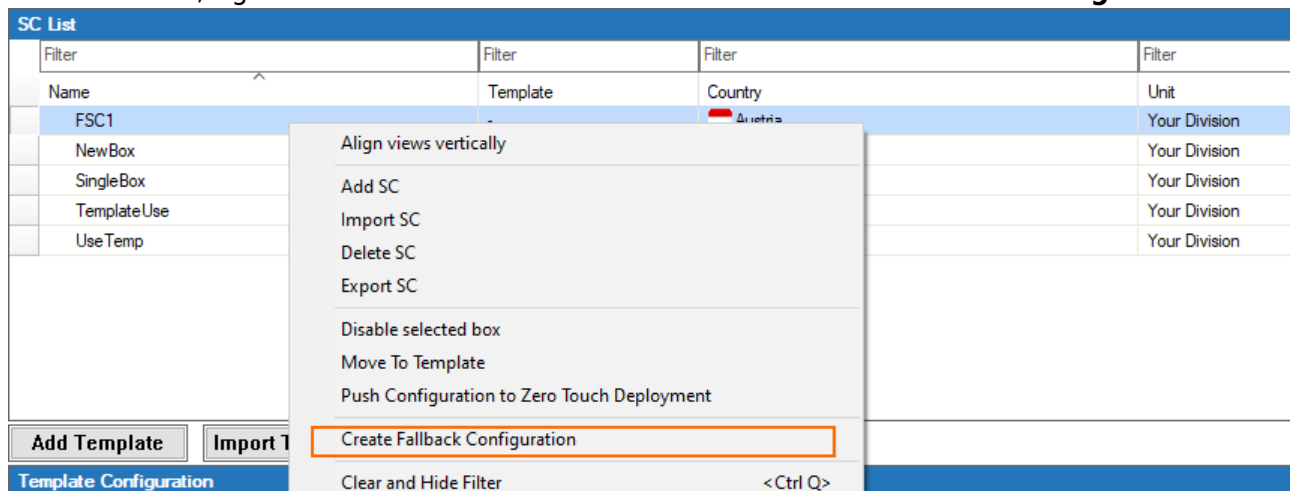 SC List
Filter Filter Filter Filter
Name Template Country Unit
FSC1 - Austria Your Division
NewBox Your Division
SingleBox Your Division
TemplateUse Your Division
UseTemp Your Division
Align views vertically
Add SC
Import SC
Delete SC
Export SC
Disable selected box
Move To Template
Push Configuration to Zero Touch Deployment
Create Fallback Configuration
Clear and Hide Filter <Ctrl Q>
Add Template Import T
Template Configuration